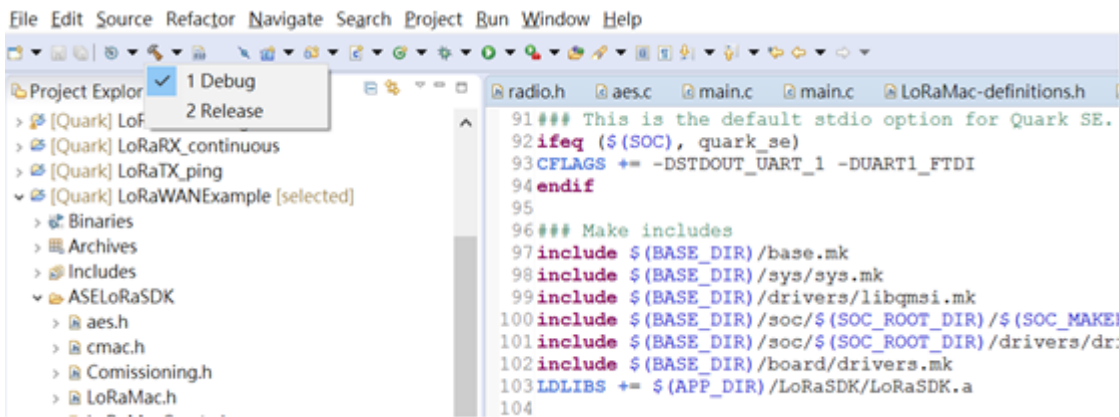 File Edit Source Refactor Navigate Search Project Run Window Help
1 Debug
2 Release
Project Explor
[Quark]
[Quark] LoRaRX_continuous
[Quark] LoRaTX_ping
[Quark] LoRaWANExample [selected]
Binaries
Archives
Includes
ASELoRaSDK
aes.h
cmac.h
Comissioning.h
LoRaMac.h
radio.h aes.c main.c main.c LoRaMac-definitions.h
91 ### This is the default stdio option for Quark SE.
92 ifeq ($(SOC), quark_se)
93 CFLAGS += -DSTDOUT_UART_1 -DUART1_FTDI
94 endif
95
96 ### Make includes
97 include $(BASE_DIR)/base.mk
98 include $(BASE_DIR)/sys/sys.mk
99 include $(BASE_DIR)/drivers/libqmsi.mk
100 include $(BASE_DIR)/soc/$(SOC_ROOT_DIR)/$(SOC_MAKE
101 include $(BASE_DIR)/soc/$(SOC_ROOT_DIR)/drivers/dr
102 include $(BASE_DIR)/board/drivers.mk
103 LDLIBS += $(APP_DIR)/LoRaSDK/LoRaSDK.a
104